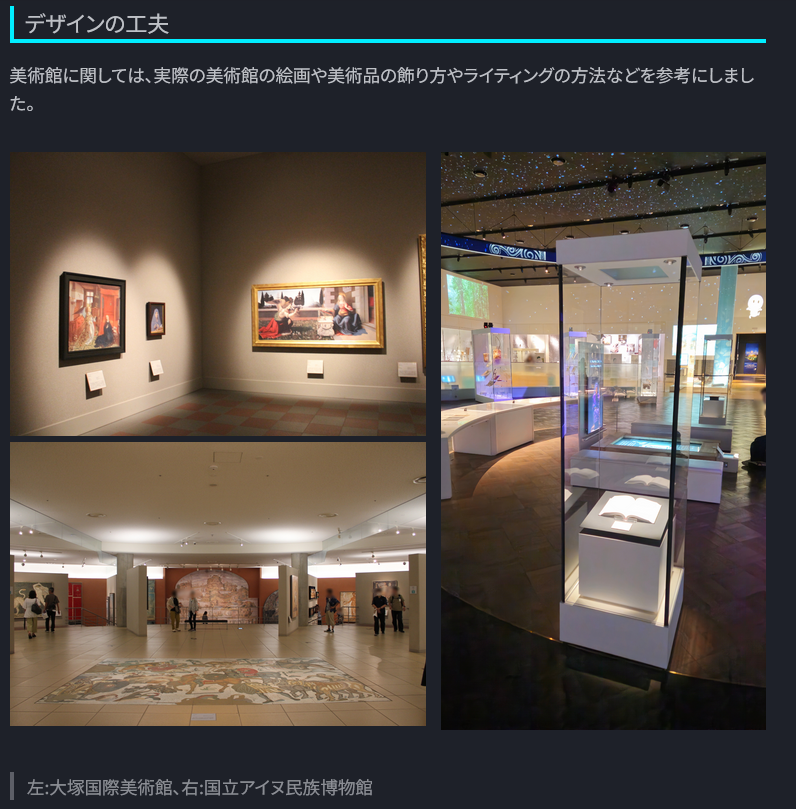 デザインの工夫
美術館に関しては、実際の美術館の絵画や美術品の飾り方やライティングの方法などを参考にしまし
た。
左:大塚国際美術館、右:国立アイヌ民族博物館